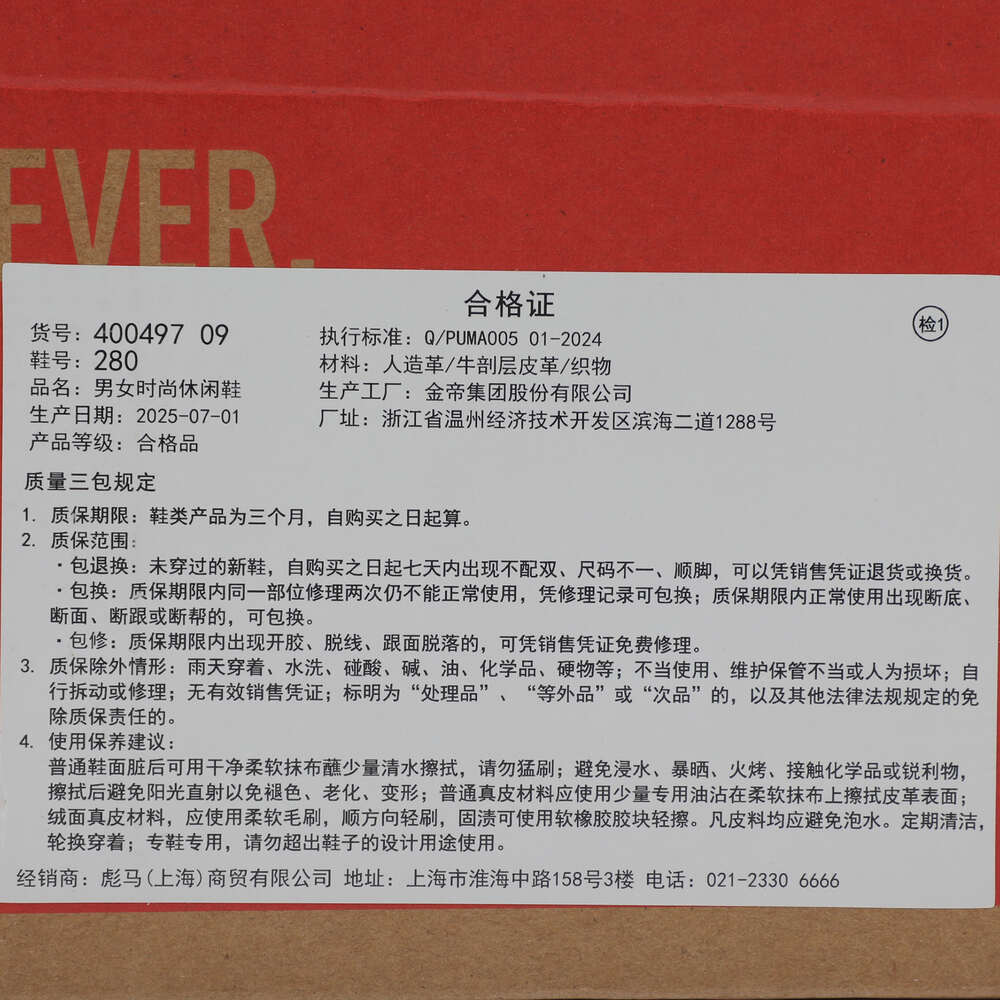 EVER.
合格证
检1
货号：400497 09
鞋号：280
品名：男女时尚休闲鞋
生产日期：2025-07-01
产品等级：合格品
执行标准：Q/PUMA005 01-2024
材料：人造革/牛剖层皮革/织物
生产工厂：金帝集团股份有限公司
厂址：浙江省温州经济技术开发区滨海二道1288号
质量三包规定
1. 质保期限：鞋类产品为三个月，自购买之日起算。
2. 质保范围：
·包退换：未穿过的新鞋，自购买之日起七天内出现不配双、尺码不一、顺脚，可以凭销售凭证退货或换货。
·包换：质保期限内同一部位修理两次仍不能正常使用，凭修理记录可包换；质保期限内正常使用出现断底、
断面、断跟或断帮的，可包换。
·包修：质保期限内出现开胶、脱线、跟面脱落的，可凭销售凭证免费修理。
3. 质保除外情形：雨天穿着、水洗、碰酸、碱、油、化学品、硬物等；不当使用、维护保管不当或人为损坏；自
行拆动或修理；无有效销售凭证；标明为“处理品”、“等外品”或“次品”的，以及其他法律法规规定的免
除质保责任的。
4. 使用保养建议：
普通鞋面脏后可用干净柔软抹布蘸少量清水擦拭，请勿猛刷；避免浸水、暴晒、火烤、接触化学品或锐利物，
擦拭后避免阳光直射以免褪色、老化、变形；普通真皮材料应使用少量专用油沾在柔软抹布上擦拭皮革表面；
绒面真皮材料，应使用柔软毛刷，顺方向轻刷，固渍可使用软橡胶胶块轻擦。凡皮料均应避免泡水。定期清洁，
轮换穿着；专鞋专用，请勿超出鞋子的设计用途使用。
经销商：彪马(上海)商贸有限公司 地址：上海市淮海中路158号3楼 电话：021-2330 6666